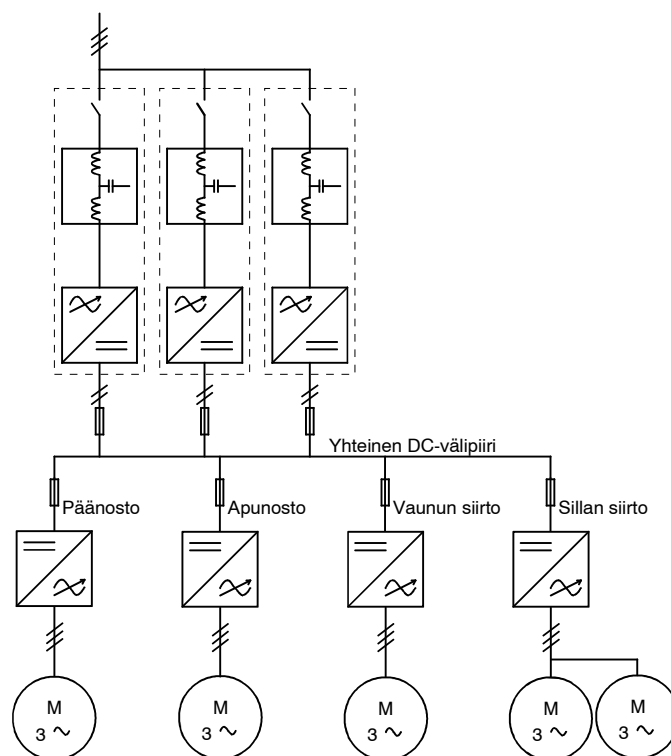 Yhteinen DC-välipiiri
Päänosto
Apunosto
Vaunun siirto
Sillan siirto
M
3
M
3
M
3
M
3
M
3